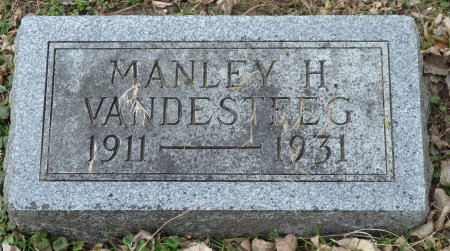 MANLEY H.
VANDESTEEG
1911 — 1931